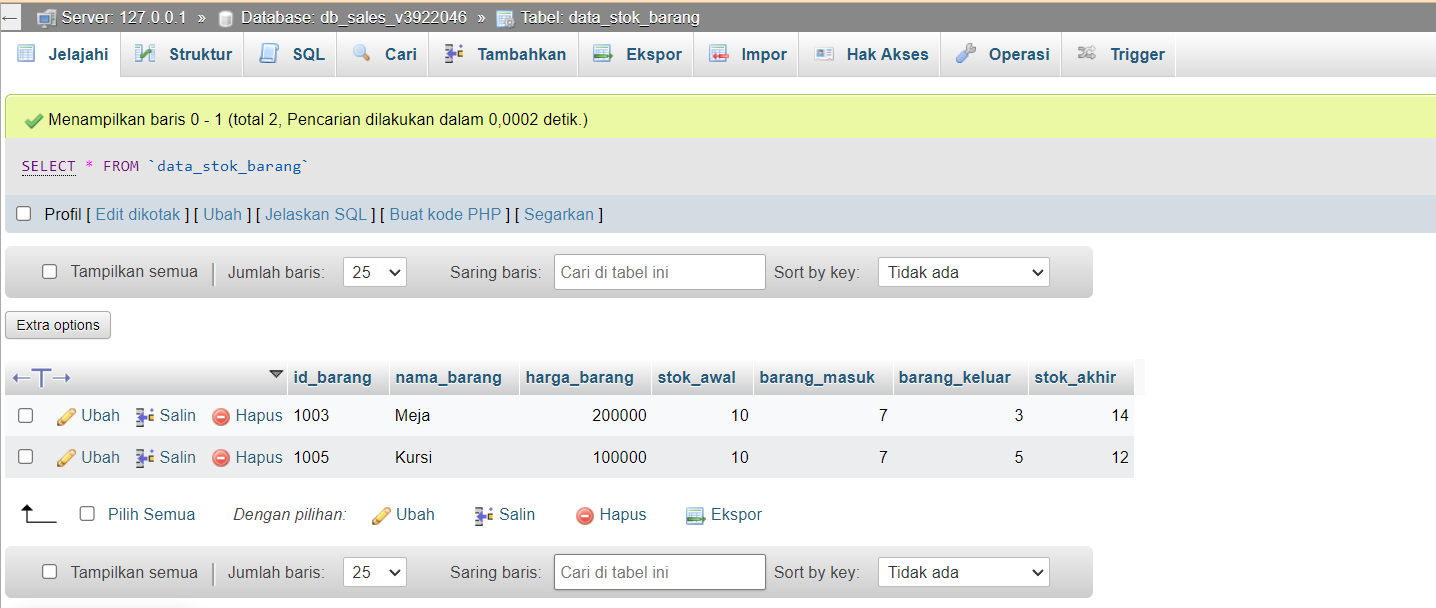 Server: 127.0.0.1 » Database: db_sales_v3922046 » Tabel: data_stok_barang
Jelajahi Struktur SQL Cari Tambahkan Ekspor Impor Hak Akses Operasi Trigger
Menampilkan baris 0 - 1 (total 2, Pencarian dilakukan dalam 0,0002 detik.)
SELECT * FROM `data_stok_barang`
Profil [ Edit dikotak ] [ Ubah ] [ Jelaskan SQL ] [ Buat kode PHP ] [ Segarkan ]
Tampilkan semua Jumlah baris: 25 Saring baris: Cari di tabel ini Sort by key: Tidak ada
Extra options
id_barang nama_barang harga_barang stok_awal barang_masuk barang_keluar stok_akhir
Ubah Salin Hapus 1003 Meja 200000 10 7 3 14
Ubah Salin Hapus 1005 Kursi 100000 10 7 5 12
Pilih Semua Dengan pilihan: Ubah Salin Hapus Ekspor
Tampilkan semua Jumlah baris: 25 Saring baris: Cari di tabel ini Sort by key: Tidak ada